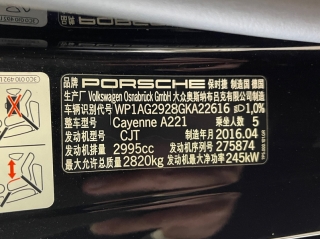 PORSCHE
品牌 PORSCHE 保时捷 制造国 德国
生产厂 Volkswagen Osnabrück GmbH 大众奥斯纳布吕克有限公司制造
车辆识别代号 WP1AG2928GKA22616 1,0%
整车型号 Cayenne A221 乘坐人数 5
发动机型号 CJT 制造年月 2016.04
发动机排量 2995cc 发动机序列号 275874
最大允许总质量 2820kg 发动机最大净功率 245kW